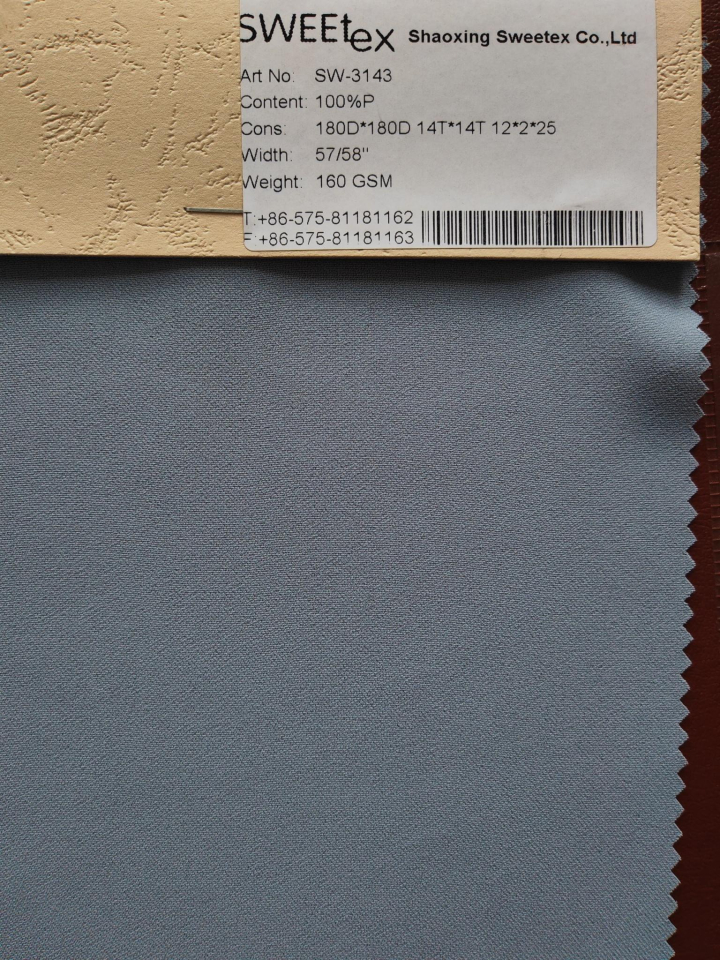 SWEEtex Shaoxing Sweetex Co.,Ltd
Art No: SW-3143
Content: 100%P
Cons: 180D*180D 14T*14T 12*2*25
Width: 57/58"
Weight: 160 GSM
T:+86-575-81181162
F:+86-575-81181163